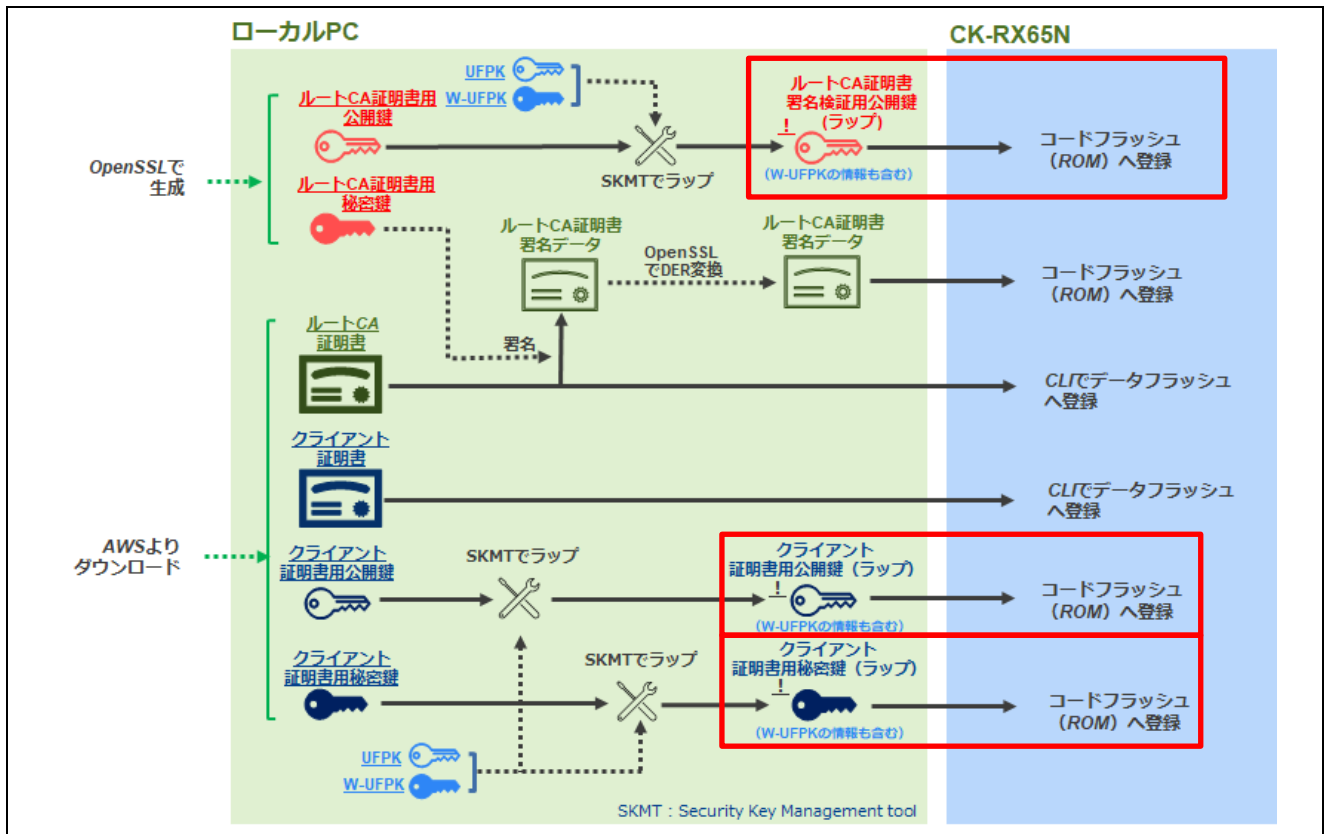 ローカルPC
CK-RX65N
UFPK
W-UFPK
ルートCA証明書用
公開鍵
ルートCA証明書
署名検証用公開鍵
(ラップ)
!
(W-UFPKの情報も含む)
コードフラッシュ
(ROM) へ登録
SKMTでラップ
OpenSSLで
生成
ルートCA証明書用
秘密鍵
ルートCA証明書
署名データ
OpenSSL
でDER変換
ルートCA証明書
署名データ
コードフラッシュ
(ROM) へ登録
ルートCA
証明書
署名
CLIでデータフラッシュ
へ登録
クライアント
証明書
CLIでデータフラッシュ
へ登録
AWSより
ダウンロード
クライアント
証明書用公開鍵
SKMTでラップ
クライアント
証明書用公開鍵 (ラップ)
!
(W-UFPKの情報も含む)
コードフラッシュ
(ROM) へ登録
クライアント
証明書用秘密鍵
SKMTでラップ
クライアント
証明書用秘密鍵 (ラップ)
!
(W-UFPKの情報も含む)
コードフラッシュ
(ROM) へ登録
UFPK
W-UFPK
SKMT : Security Key Management tool